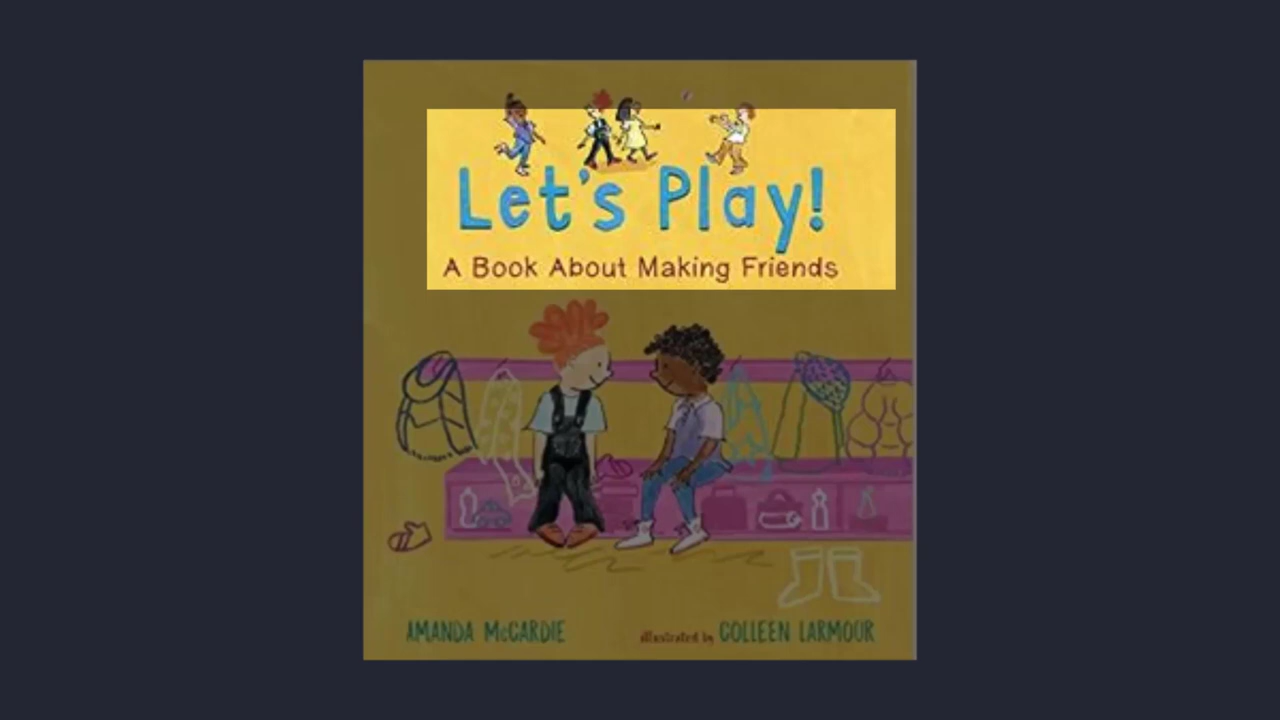 Let's Play!
A Book About Making Friends
AMANDA McCARDIE
illustrated by COLLEEN LARMOUR